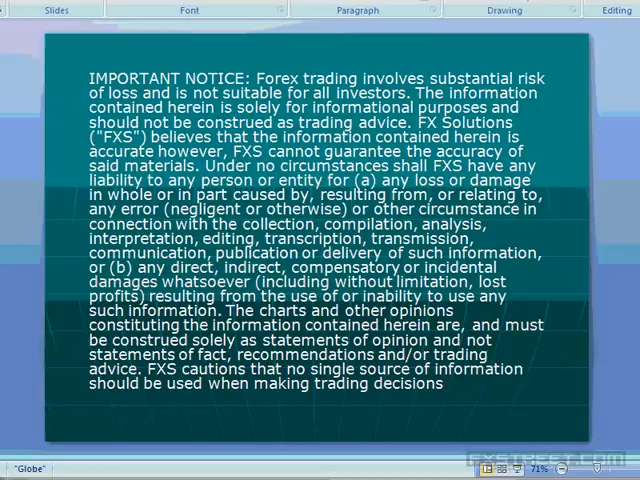 Slides Font Paragraph Drawing Editing
IMPORTANT NOTICE: Forex trading involves substantial risk
of loss and is not suitable for all investors. The information
contained herein is solely for informational purposes and
should not be construed as trading advice. FX Solutions
("FXS") believes that the information contained herein is
accurate however, FXS cannot guarantee the accuracy of
said materials. Under no circumstances shall FXS have any
liability to any person or entity for (a) any loss or damage
in whole or in part caused by, resulting from, or relating to,
any error (negligent or otherwise) or other circumstance in
connection with the collection, compilation, analysis,
interpretation, editing, transcription, transmission,
communication, publication or delivery of such information,
or (b) any direct, indirect, compensatory or incidental
damages whatsoever (including without limitation, lost
profits) resulting from the use of or inability to use any
such information. The charts and other opinions
constituting the information contained herein are, and must
be construed solely as statements of opinion and not
statements of fact, recommendations and/or trading
advice. FXS cautions that no single source of information
should be used when making trading decisions
FXSTREET.COM
"Globe" 71%